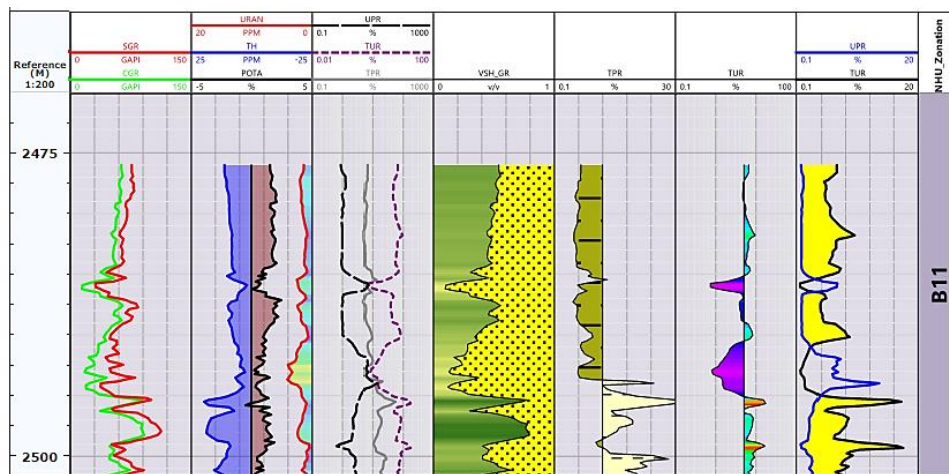 Reference
(M)
1:200
SGR
0 GAPI 150
CGR
0 GAPI 150
URAN
20 PPM 0
TH
25 PPM -25
POTA
-5 % 5
UPR
0.1 % 1000
TUR
0.01 % 100
TPR
0.1 % 1000
VSH_GR
0 v/v 1
TPR
0.1 % 30
TUR
0.1 % 100
UPR
0.1 % 20
TUR
0.1 % 20
NHU_Zonation
2475
2500
B11